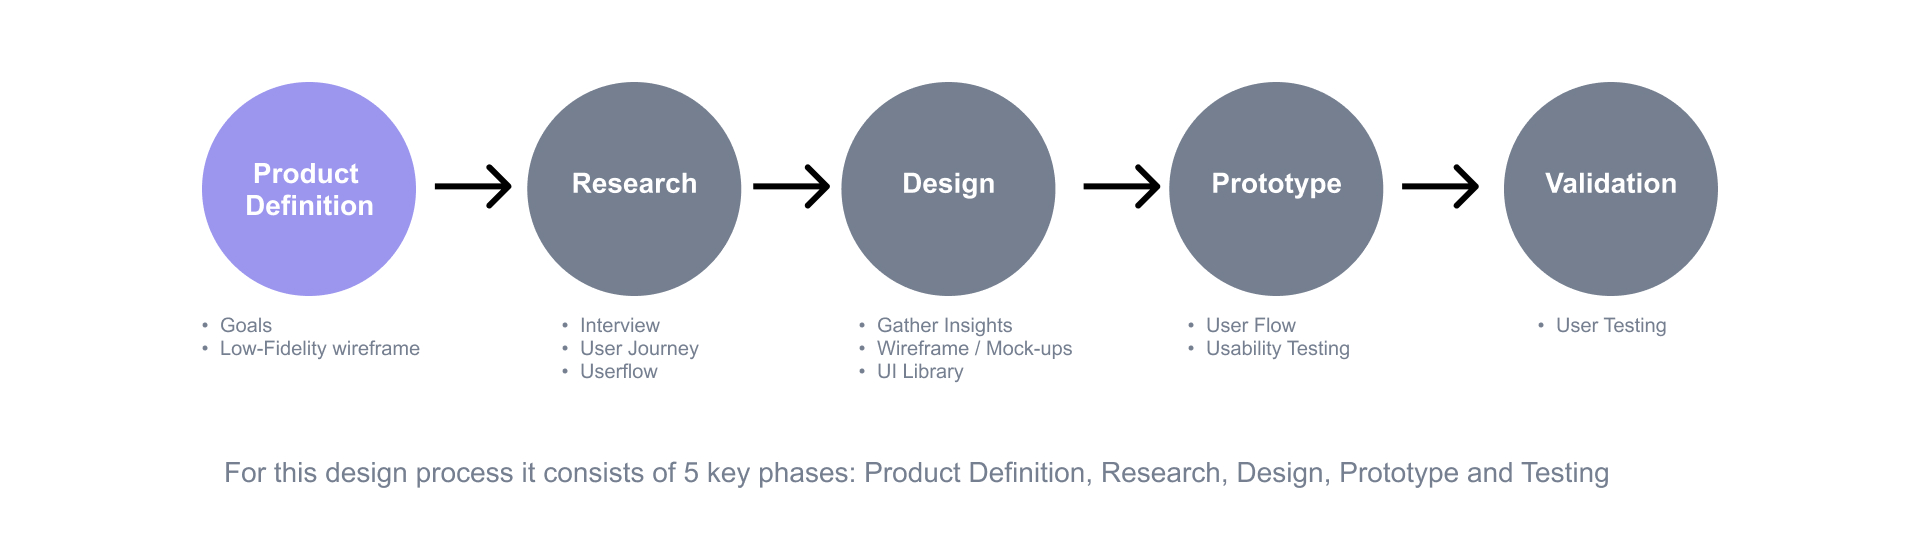 Product
Definition
Research
Design
Prototype
Validation
• Goals
• Low-Fidelity wireframe
• Interview
• User Journey
• Userflow
• Gather Insights
• Wireframe / Mock-ups
• UI Library
• User Flow
• Usability Testing
• User Testing
For this design process it consists of 5 key phases: Product Definition, Research, Design, Prototype and Testing